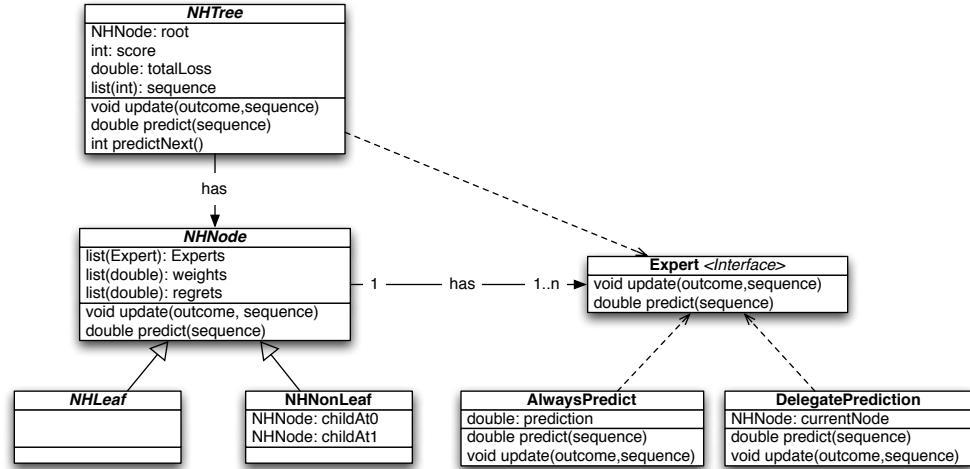 NHTree
NHNode: root
int: score
double: totalLoss
list(int): sequence
void update(outcome,sequence)
double predict(sequence)
int predictNext()
has
NHNode
list(Expert): Experts
list(double): weights
list(double): regrets
void update(outcome, sequence)
double predict(sequence)
1 has 1..n
Expert <Interface>
void update(outcome,sequence)
double predict(sequence)
NHLeaf
NHNonLeaf
NHNode: childAt0
NHNode: childAt1
AlwaysPredict
double: prediction
double predict(sequence)
void update(outcome,sequence)
DelegatePrediction
NHNode: currentNode
double predict(sequence)
void update(outcome,sequence)